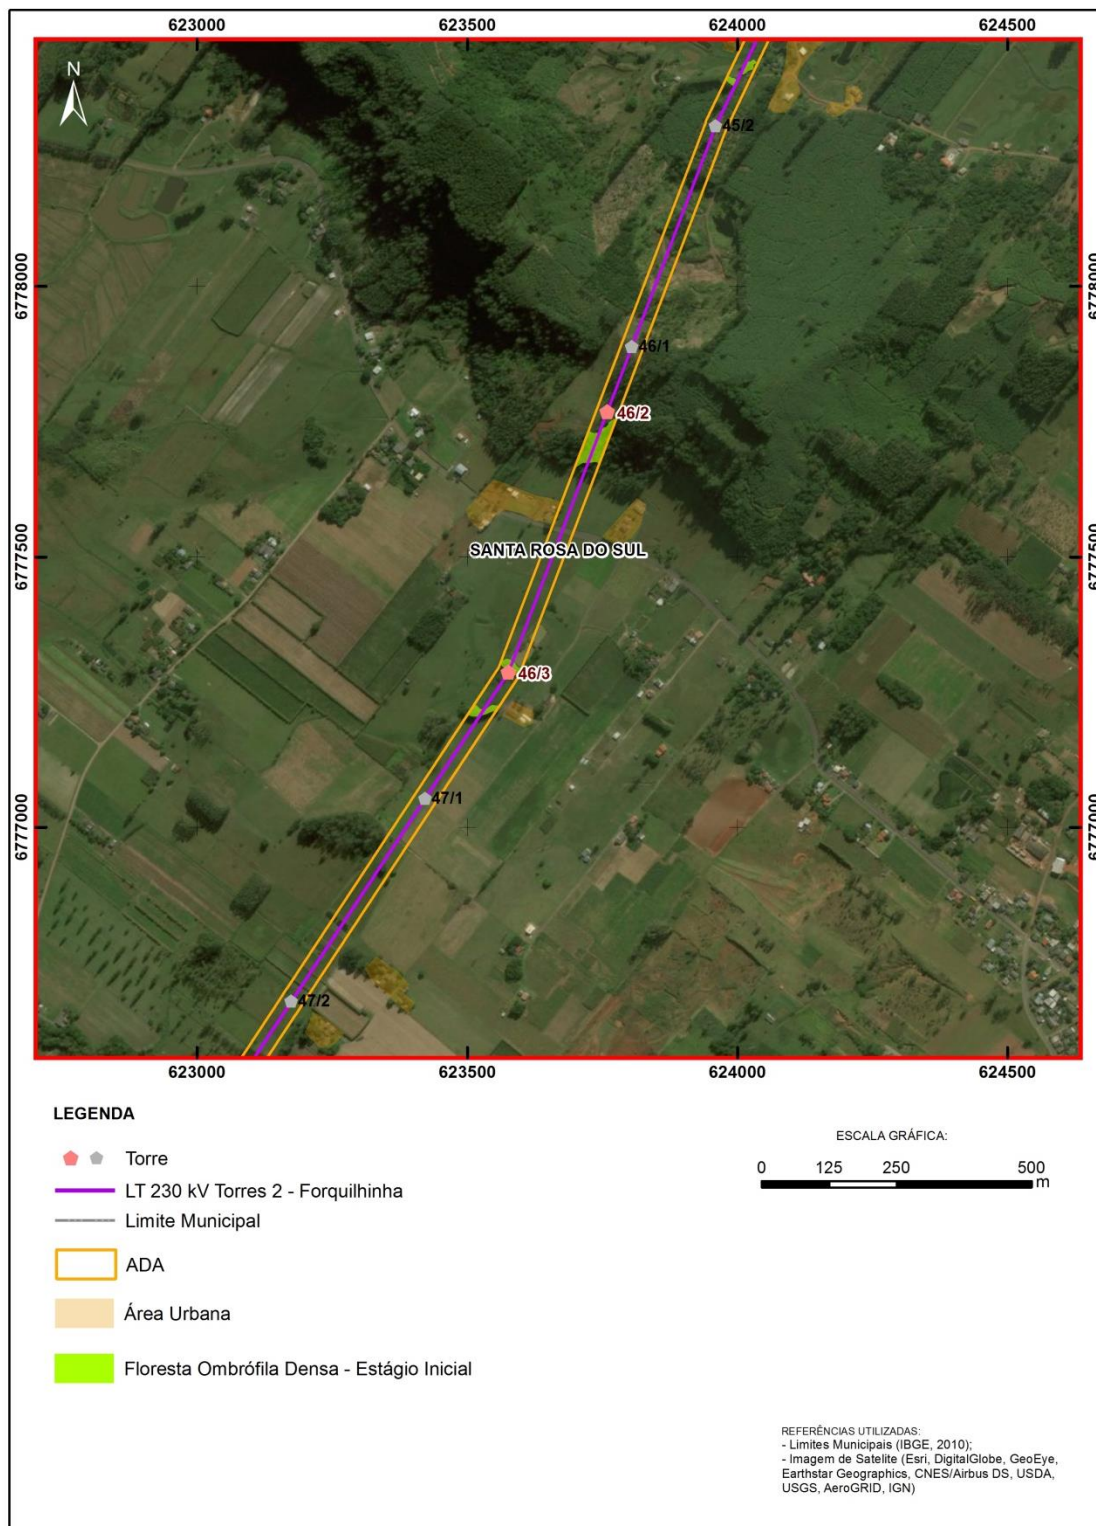 623000 623500 624000 624500
N
45/2
6778000 6778000
46/1
46/2
6777500 SANTA ROSA DO SUL 6777500
46/3
6777000 47/1 6777000
47/2
623000 623500 624000 624500
LEGENDA
Torre
LT 230 kV Torres 2 - Forquilhinha
Limite Municipal
ADA
Área Urbana
Floresta Ombrófila Densa - Estágio Inicial
ESCALA GRÁFICA:
0 125 250 500
m
REFERÊNCIAS UTILIZADAS:
- Limites Municipais (IBGE, 2010);
- Imagem de Satelite (Esri, DigitalGlobe, GeoEye,
Earthstar Geographics, CNES/Airbus DS, USDA,
USGS, AeroGRID, IGN)